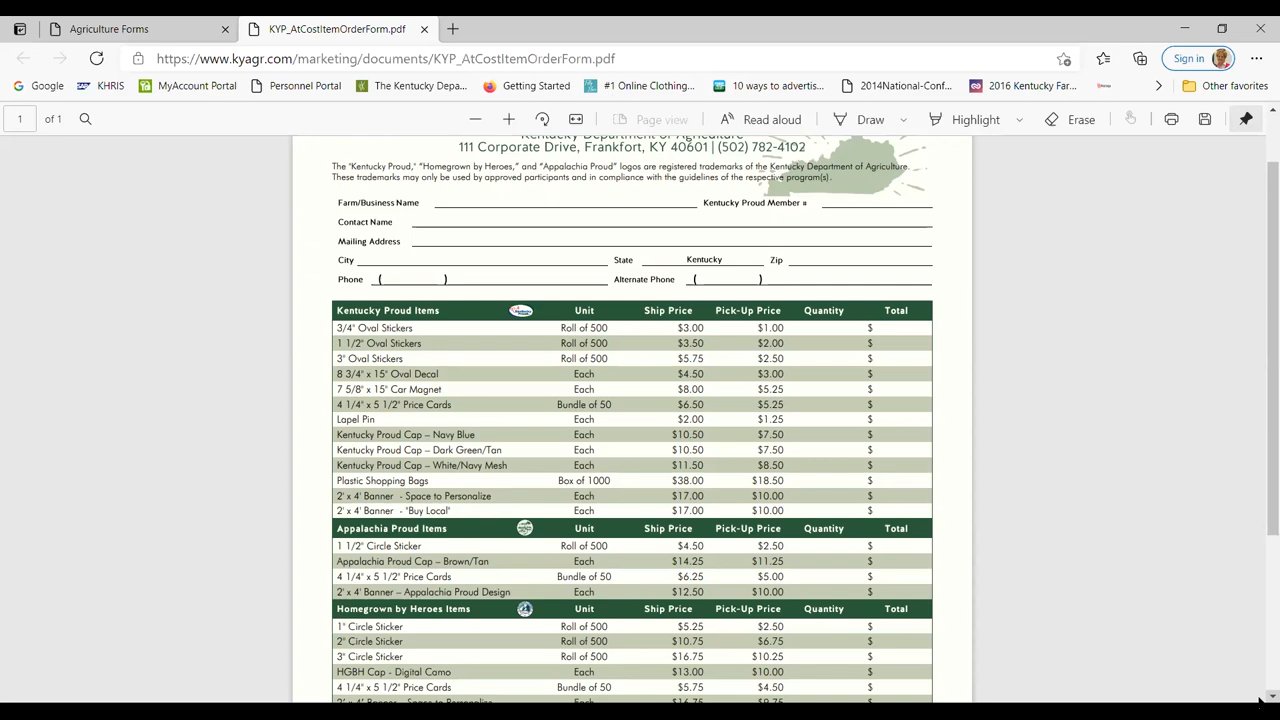 Agriculture Forms
KYP_AtCostItemOrderForm.pdf
https://www.kyagr.com/marketing/documents/KYP_AtCostItemOrderForm.pdf
Sign in
Google KHRIS MyAccount Portal Personnel Portal The Kentucky Depa... Getting Started #1 Online Clothing... 10 ways to advertis... 2014National-Conf... 2016 Kentucky Far... Other favorites
1 of 1 Page view Read aloud Draw Highlight Erase
Kentucky Department of Agriculture
111 Corporate Drive, Frankfort, KY 40601 | (502) 782-4102
The "Kentucky Proud," "Homegrown by Heroes," and "Appalachia Proud" logos are registered trademarks of the Kentucky Department of Agriculture.
These trademarks may only be used by approved participants and in compliance with the guidelines of the respective program(s).
Farm/Business Name Kentucky Proud Member #
Contact Name
Mailing Address
City State Kentucky Zip
Phone ( ) Alternate Phone ( )
Kentucky Proud Items Unit Ship Price Pick-Up Price Quantity Total
3/4" Oval Stickers Roll of 500 $3.00 $1.00 $
1 1/2" Oval Stickers Roll of 500 $3.50 $2.00 $
3" Oval Stickers Roll of 500 $5.75 $2.50 $
8 3/4" x 15" Oval Decal Each $4.50 $3.00 $
7 5/8" x 15" Car Magnet Each $8.00 $5.25 $
4 1/4" x 5 1/2" Price Cards Bundle of 50 $6.50 $5.25 $
Lapel Pin Each $2.00 $1.25 $
Kentucky Proud Cap – Navy Blue Each $10.50 $7.50 $
Kentucky Proud Cap – Dark Green/Tan Each $10.50 $7.50 $
Kentucky Proud Cap – White/Navy Mesh Each $11.50 $8.50 $
Plastic Shopping Bags Box of 1000 $38.00 $18.50 $
2' x 4' Banner - Space to Personalize Each $17.00 $10.00 $
2' x 4' Banner - "Buy Local" Each $17.00 $10.00 $
Appalachia Proud Items Unit Ship Price Pick-Up Price Quantity Total
1 1/2" Circle Sticker Roll of 500 $4.50 $2.50 $
Appalachia Proud Cap – Brown/Tan Each $14.25 $11.25 $
4 1/4" x 5 1/2" Price Cards Bundle of 50 $6.25 $5.00 $
2' x 4' Banner – Appalachia Proud Design Each $12.50 $10.00 $
Homegrown by Heroes Items Unit Ship Price Pick-Up Price Quantity Total
1" Circle Sticker Roll of 500 $5.25 $2.50 $
2" Circle Sticker Roll of 500 $10.75 $6.75 $
3" Circle Sticker Roll of 500 $16.75 $10.25 $
HGBH Cap - Digital Camo Each $13.00 $10.00 $
4 1/4" x 5 1/2" Price Cards Bundle of 50 $5.75 $4.50 $
2' x 4' Banner - Space to Personalize Each $16.75 $9.75 $